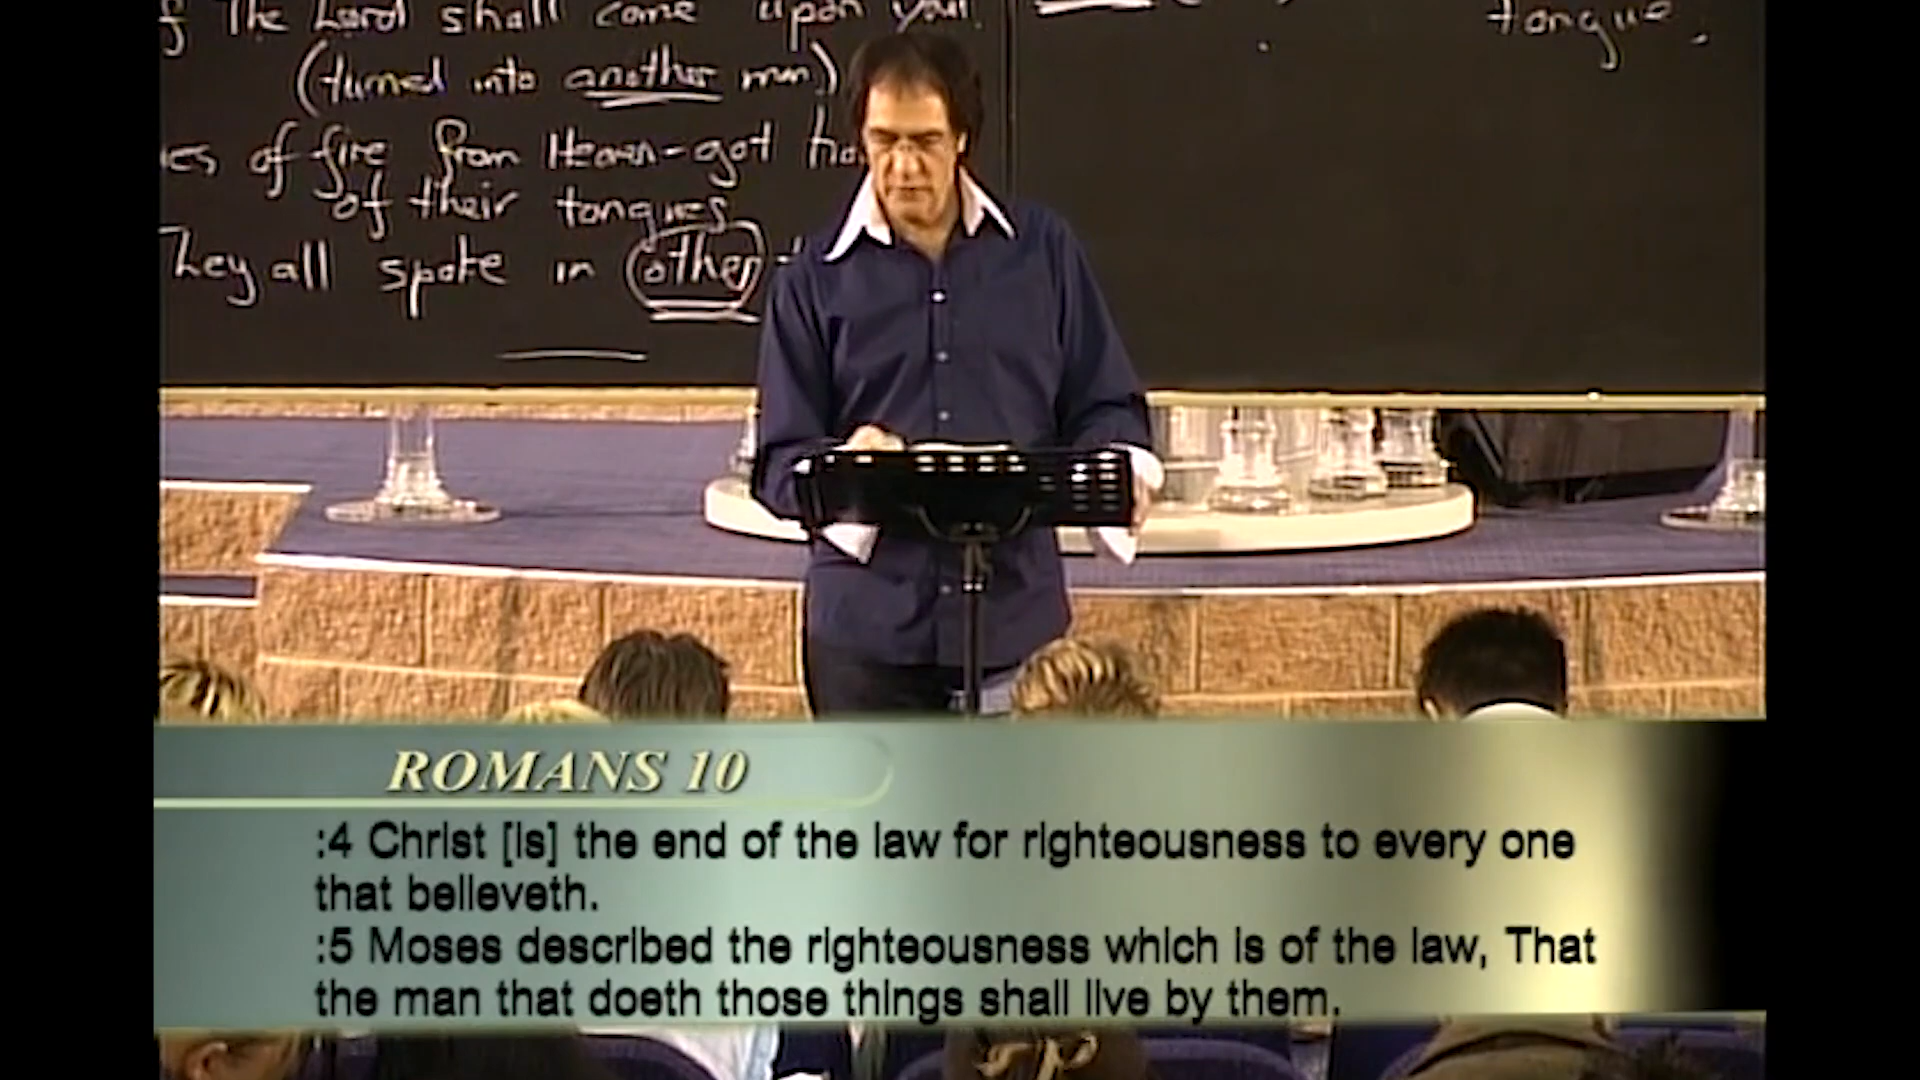 The Lord shall come upon you.
(turned into another man)
of fire from Heaven-got
of their tongues
They all spoke in other
tongue.
ROMANS 10
:4 Christ [is] the end of the law for righteousness to every one
that believeth.
:5 Moses described the righteousness which is of the law, That
the man that doeth those things shall live by them.